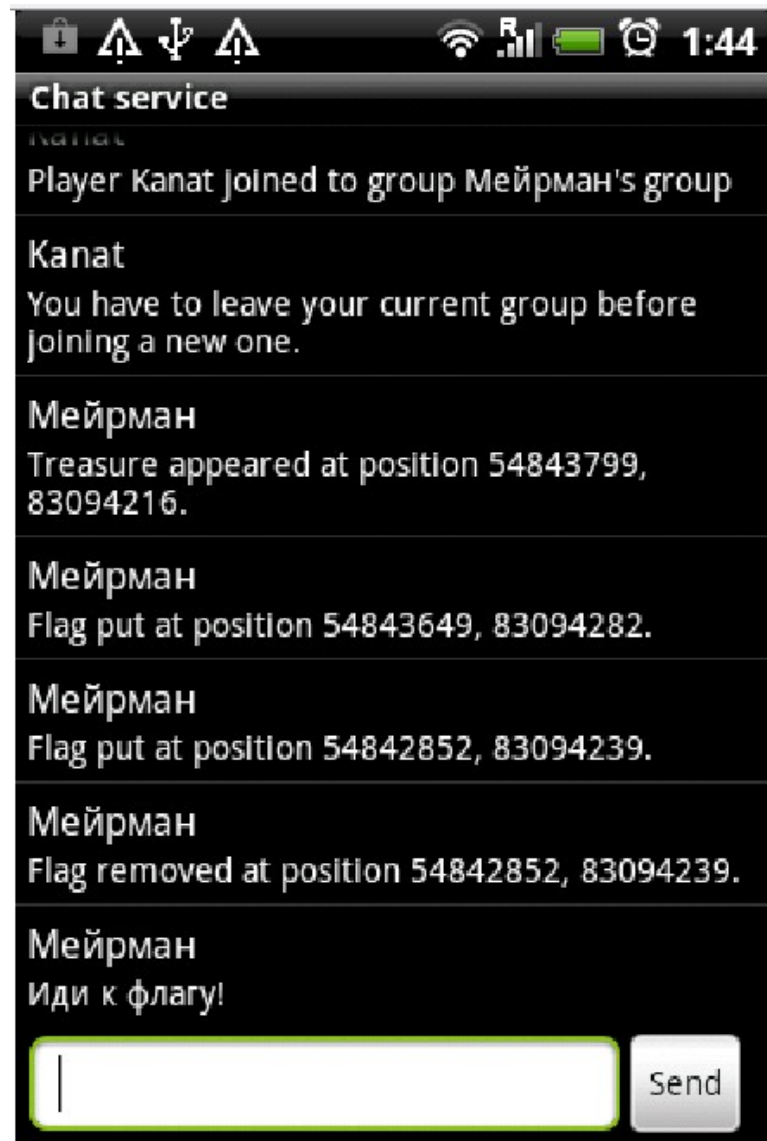 1:44
Chat service
Kanat
Player Kanat joined to group Мейрман's group
Kanat
You have to leave your current group before
joining a new one.
Мейрман
Treasure appeared at position 54843799,
83094216.
Мейрман
Flag put at position 54843649, 83094282.
Мейрман
Flag put at position 54842852, 83094239.
Мейрман
Flag removed at position 54842852, 83094239.
Мейрман
Иди к флагу!
Send